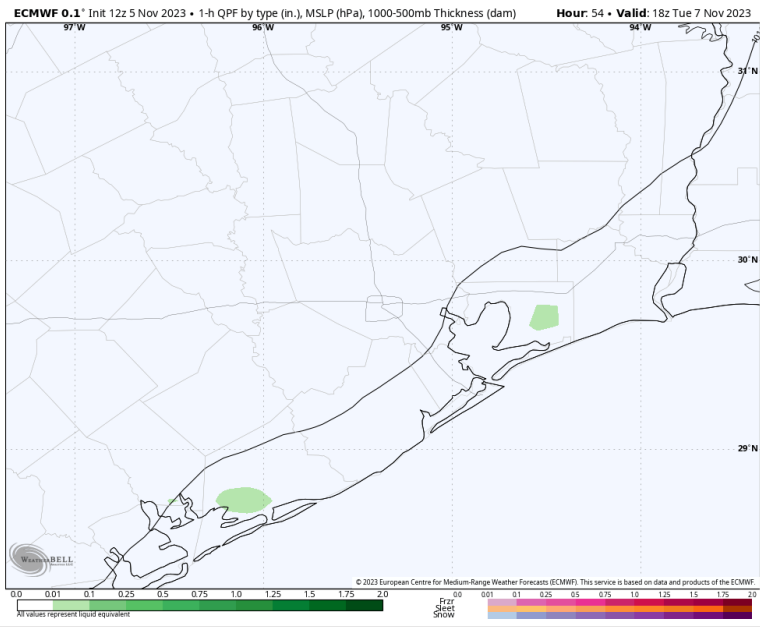 ECMWF 0.1° Init 12z 5 Nov 2023 • 1-h QPF by type (in.), MSLP (hPa), 1000-500mb Thickness (dam) Hour: 54 • Valid: 18z Tue 7 Nov 2023
97°W 96°W 95°W 94°W
31°N
30°N
29°N
WEATHERBELL
© 2023 European Centre for Medium-Range Weather Forecasts (ECMWF). This service is based on data and products of the ECMWF.
0.0 0.01 0.1 0.25 0.5 0.75 1.0 1.25 1.5 1.75 2.0
0.0 0.01 0.1 0.25 0.5 0.75 1.0 1.25 1.5 1.75 2.0
Frzr
Sleet
Snow
All values represent liquid equivalent